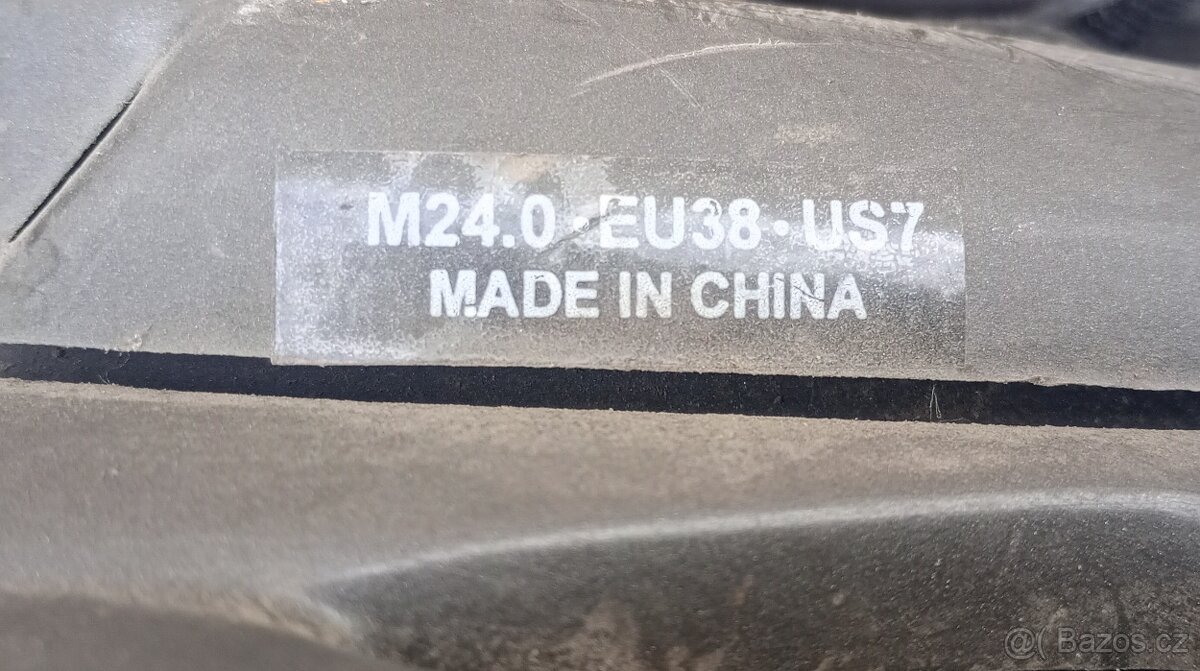 M24.0·EU38·US7
MADE IN CHINA
@( Bazos.cz